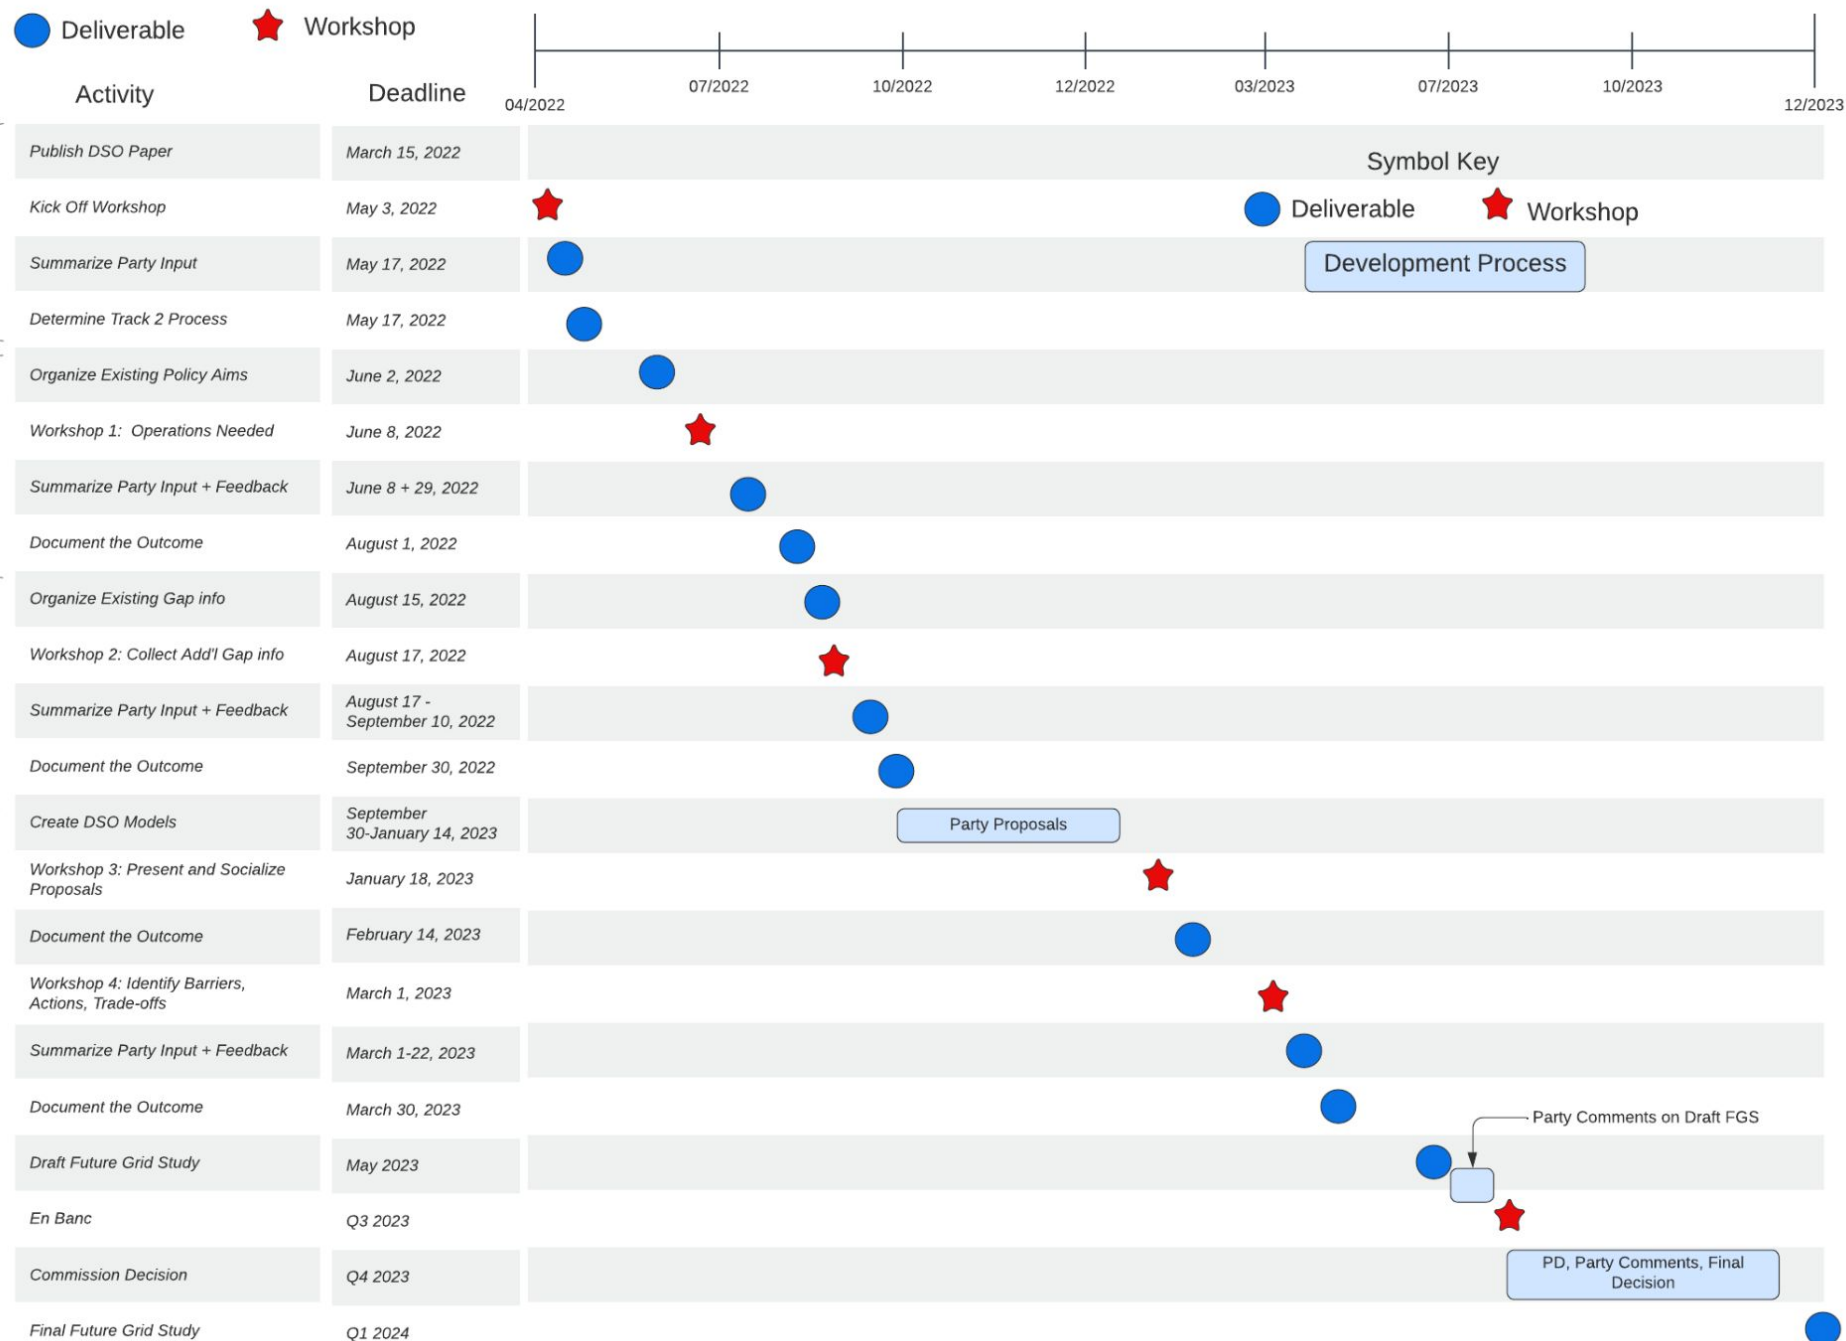 Deliverable
Workshop
Activity
Deadline
04/2022
07/2022
10/2022
12/2022
03/2023
07/2023
10/2023
12/2023
Symbol Key
Deliverable
Workshop
Development Process
Publish DSO Paper
March 15, 2022
Kick Off Workshop
May 3, 2022
Summarize Party Input
May 17, 2022
Determine Track 2 Process
May 17, 2022
Organize Existing Policy Aims
June 2, 2022
Workshop 1: Operations Needed
June 8, 2022
Summarize Party Input + Feedback
June 8 + 29, 2022
Document the Outcome
August 1, 2022
Organize Existing Gap info
August 15, 2022
Workshop 2: Collect Add'l Gap info
August 17, 2022
Summarize Party Input + Feedback
August 17 -
September 10, 2022
Document the Outcome
September 30, 2022
Create DSO Models
September
30-January 14, 2023
Party Proposals
Workshop 3: Present and Socialize
Proposals
January 18, 2023
Document the Outcome
February 14, 2023
Workshop 4: Identify Barriers,
Actions, Trade-offs
March 1, 2023
Summarize Party Input + Feedback
March 1-22, 2023
Document the Outcome
March 30, 2023
Party Comments on Draft FGS
Draft Future Grid Study
May 2023
En Banc
Q3 2023
Commission Decision
Q4 2023
PD, Party Comments, Final
Decision
Final Future Grid Study
Q1 2024